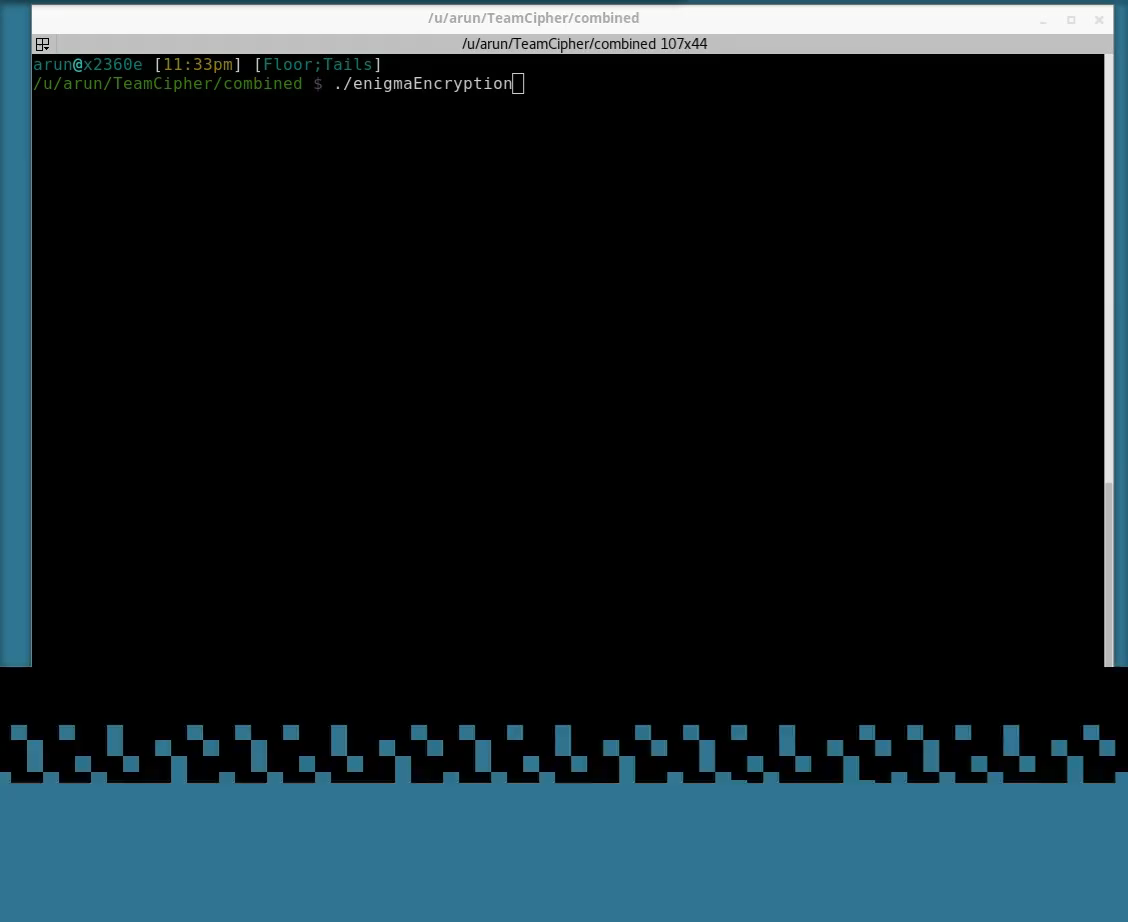 /u/arun/TeamCipher/combined
/u/arun/TeamCipher/combined 107x44
arun@x2360e [11:33pm] [Floor;Tails]
/u/arun/TeamCipher/combined $ ./enigmaEncryption